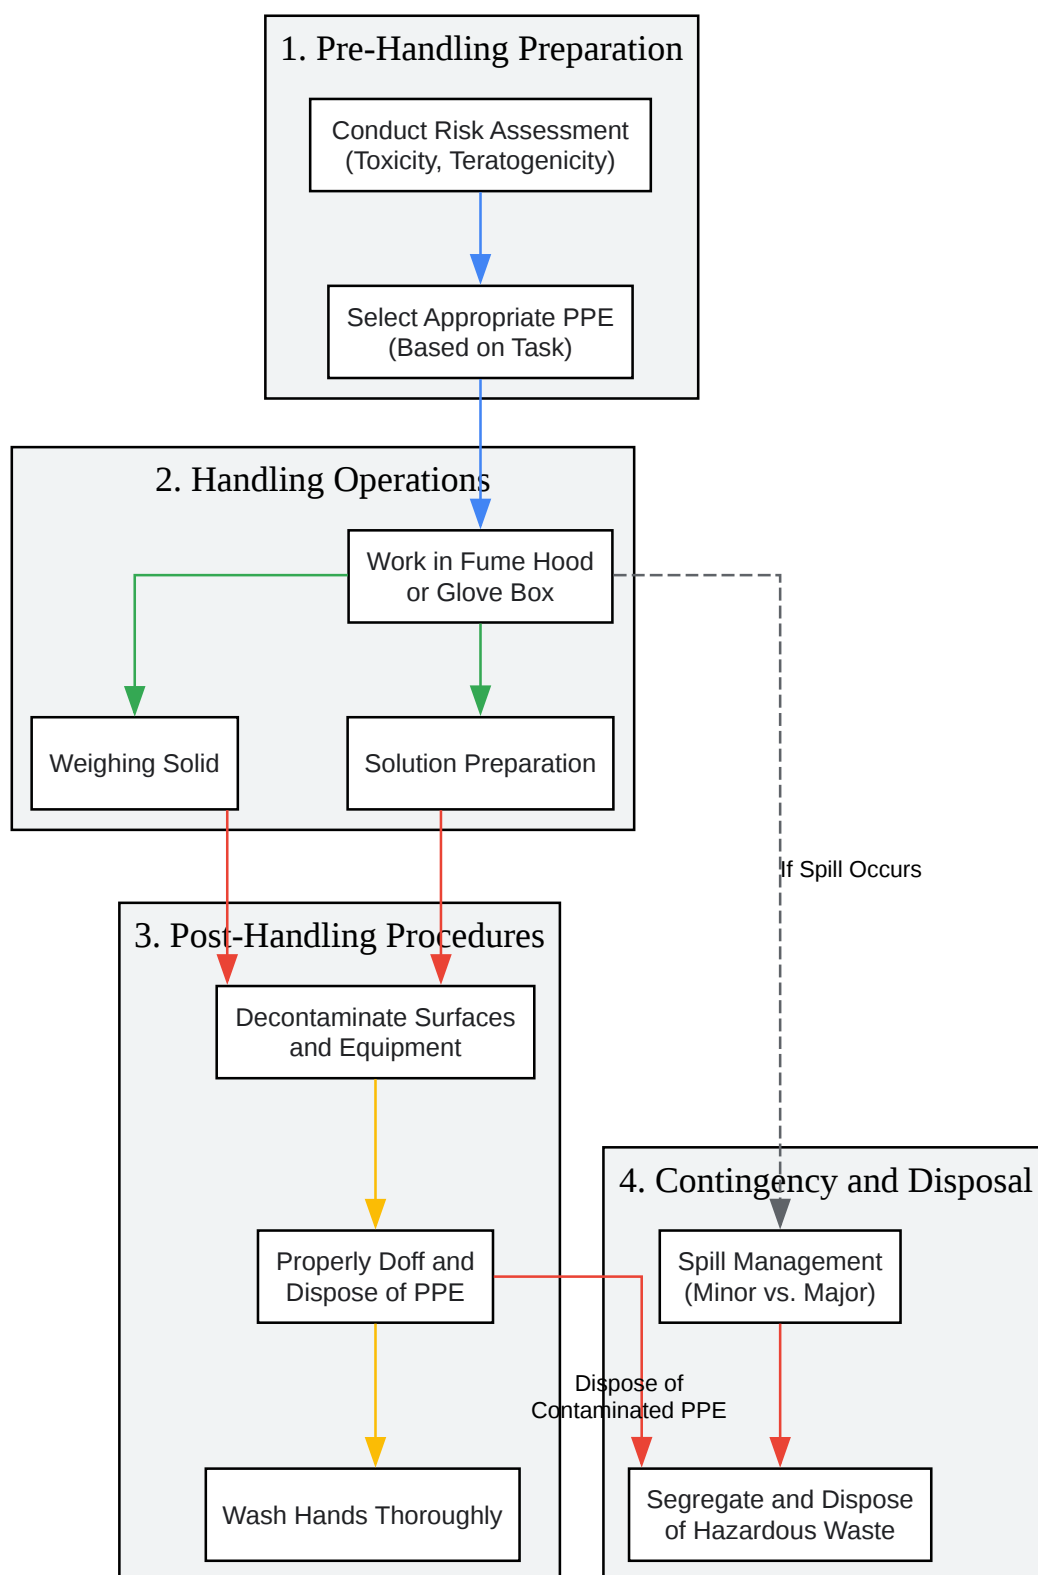 1. Pre-Handling Preparation
Conduct Risk Assessment
(Toxicity, Teratogenicity)
Select Appropriate PPE
(Based on Task)
2. Handling Operations
Work in Fume Hood
or Glove Box
Weighing Solid
Solution Preparation
If Spill Occurs
3. Post-Handling Procedures
Decontaminate Surfaces
and Equipment
Properly Doff and
Dispose of PPE
Wash Hands Thoroughly
4. Contingency and Disposal
Spill Management
(Minor vs. Major)
Dispose of
Contaminated PPE
Segregate and Dispose
of Hazardous Waste